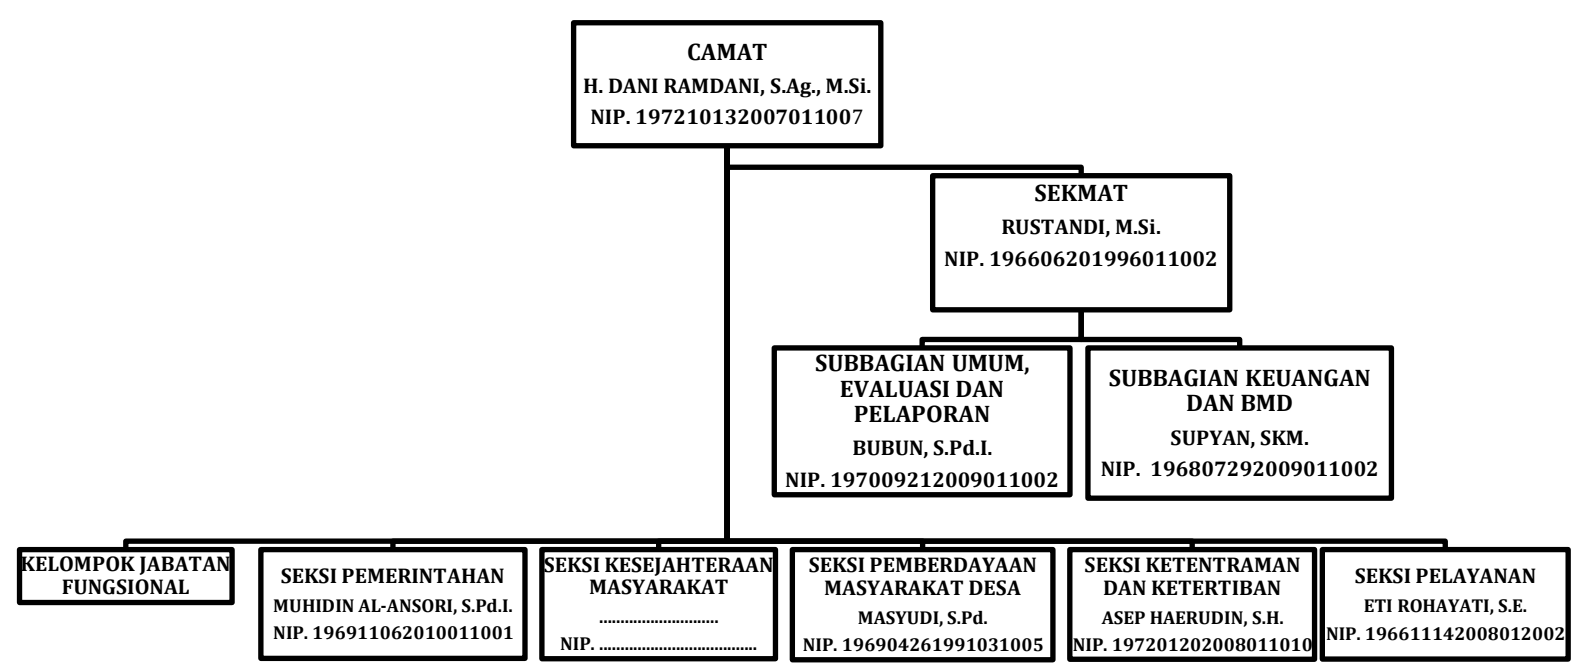 CAMAT
H. DANI RAMDANI, S.Ag., M.Si.
NIP. 197210132007011007
SEKMAT
RUSTANDI, M.Si.
NIP. 196606201996011002
SUBBAGIAN UMUM,
EVALUASI DAN
PELAPORAN
BUBUN, S.Pd.I.
NIP. 197009212009011002
SUBBAGIAN KEUANGAN
DAN BMD
SUPYAN, SKM.
NIP. 196807292009011002
KELOMPOK JABATAN
FUNGSIONAL
SEKSI PEMERINTAHAN
MUHIDIN AL-ANSORI, S.Pd.I.
NIP. 196911062010011001
SEKSI KESEJAHTERAAN
MASYARAKAT
............................
NIP. .....................................
SEKSI PEMBERDAYAAN
MASYARAKAT DESA
MASYUDI, S.Pd.
NIP. 196904261991031005
SEKSI KETENTRAMAN
DAN KETERTIBAN
ASEP HAERUDIN, S.H.
NIP. 197201202008011010
SEKSI PELAYANAN
ETI ROHAYATI, S.E.
NIP. 196611142008012002